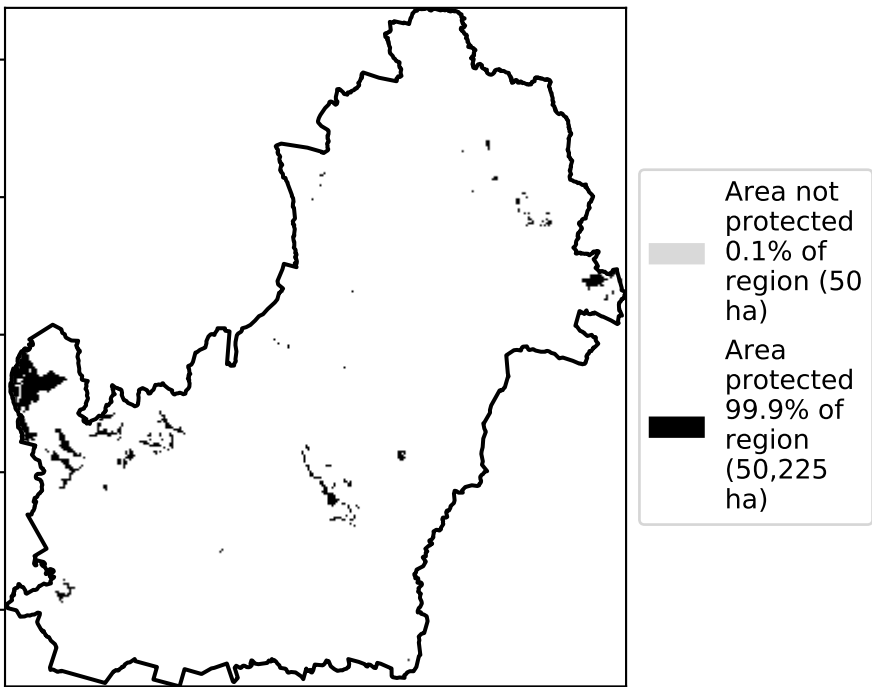 Area not
protected
0.1% of
region (50
ha)
Area
protected
99.9% of
region
(50,225
ha)